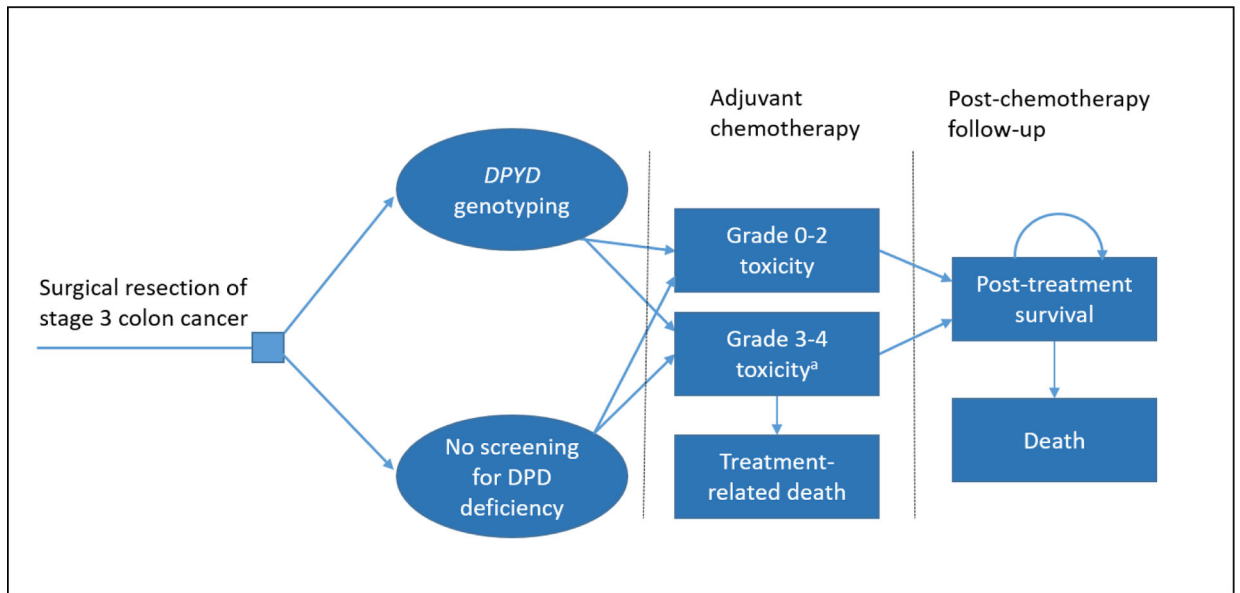 Surgical resection of
stage 3 colon cancer
DPYD
genotyping
No screening
for DPD
deficiency
Adjuvant
chemotherapy
Grade 0-2
toxicity
Grade 3-4
toxicityᵃ
Treatment-
related death
Post-chemotherapy
follow-up
Post-treatment
survival
Death